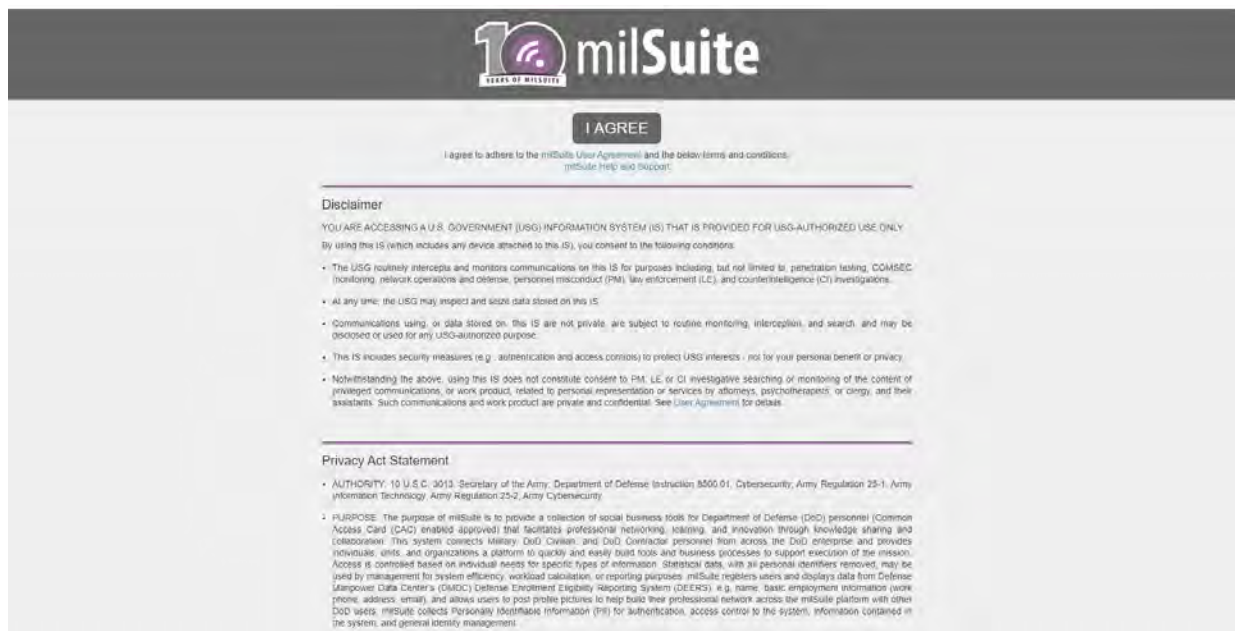 10 milSuite
YEARS OF MILSUITE
I AGREE
I agree to adhere to the milSuite User Agreement and the below terms and conditions.
milSuite Help and Support
Disclaimer
YOU ARE ACCESSING A U.S. GOVERNMENT (USG) INFORMATION SYSTEM (IS) THAT IS PROVIDED FOR USG-AUTHORIZED USE ONLY.
By using this IS (which includes any device attached to this IS), you consent to the following conditions:
• The USG routinely intercepts and monitors communications on this IS for purposes including, but not limited to, penetration testing, COMSEC
monitoring, network operations and defense, personnel misconduct (PM), law enforcement (LE), and counterintelligence (CI) investigations.
• At any time, the USG may inspect and seize data stored on this IS.
• Communications using, or data stored on, this IS are not private, are subject to routine monitoring, interception, and search, and may be
disclosed or used for any USG-authorized purpose.
• This IS includes security measures (e.g., authentication and access controls) to protect USG interests - not for your personal benefit or privacy.
• Notwithstanding the above, using this IS does not constitute consent to PM, LE or CI investigative searching or monitoring of the content of
privileged communications, or work product, related to personal representation or services by attorneys, psychotherapists, or clergy, and their
assistants. Such communications and work product are private and confidential. See User Agreement for details.
Privacy Act Statement
• AUTHORITY: 10 U.S.C. 3013, Secretary of the Army; Department of Defense Instruction 8500.01, Cybersecurity; Army Regulation 25-1, Army
Information Technology; Army Regulation 25-2, Army Cybersecurity
• PURPOSE: The purpose of milSuite is to provide a collection of social business tools for Department of Defense (DoD) personnel (Common
Access Card (CAC) enabled approved) that facilitates professional networking, learning, and innovation through knowledge sharing and
collaboration. This system connects Military, DoD Civilian, and DoD Contractor personnel from across the DoD enterprise and provides
individuals, units, and organizations a platform to quickly and easily build tools and business processes to support execution of the mission.
Access is controlled based on individual needs for specific types of information. Statistical data, with all personal identifiers removed, may be
used by management for system efficiency, workload calculation, or reporting purposes. milSuite registers users and displays data from Defense
Manpower Data Center's (DMDC) Defense Enrollment Eligibility Reporting System (DEERS), e.g. name, basic employment information (work
phone, address, email), and allows users to post profile pictures to help build their professional network across the milSuite platform with other
DoD users. milSuite collects Personally Identifiable Information (PII) for authentication, access control to the system, information contained in
the system, and general identity management.